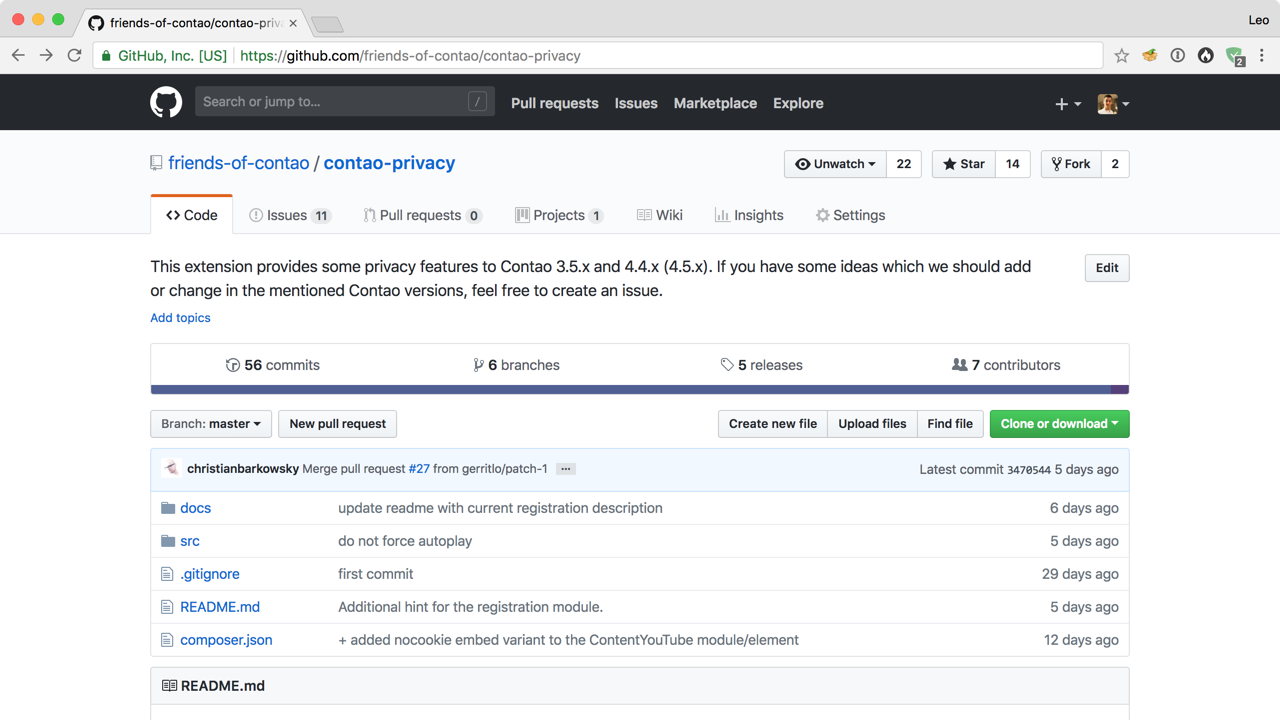 friends-of-contao/contao-priva
Leo
GitHub, Inc. [US] https://github.com/friends-of-contao/contao-privacy
2
Search or jump to... / Pull requests Issues Marketplace Explore
friends-of-contao / contao-privacy Unwatch 22 Star 14 Fork 2
Code Issues 11 Pull requests 0 Projects 1 Wiki Insights Settings
This extension provides some privacy features to Contao 3.5.x and 4.4.x (4.5.x). If you have some ideas which we should add
or change in the mentioned Contao versions, feel free to create an issue.
Edit
Add topics
56 commits 6 branches 5 releases 7 contributors
Branch: master New pull request Create new file Upload files Find file Clone or download
christianbarkowsky Merge pull request #27 from gerritlo/patch-1 ... Latest commit 3470544 5 days ago
docs update readme with current registration description 6 days ago
src do not force autoplay 5 days ago
.gitignore first commit 29 days ago
README.md Additional hint for the registration module. 5 days ago
composer.json + added nocookie embed variant to the ContentYouTube module/element 12 days ago
README.md